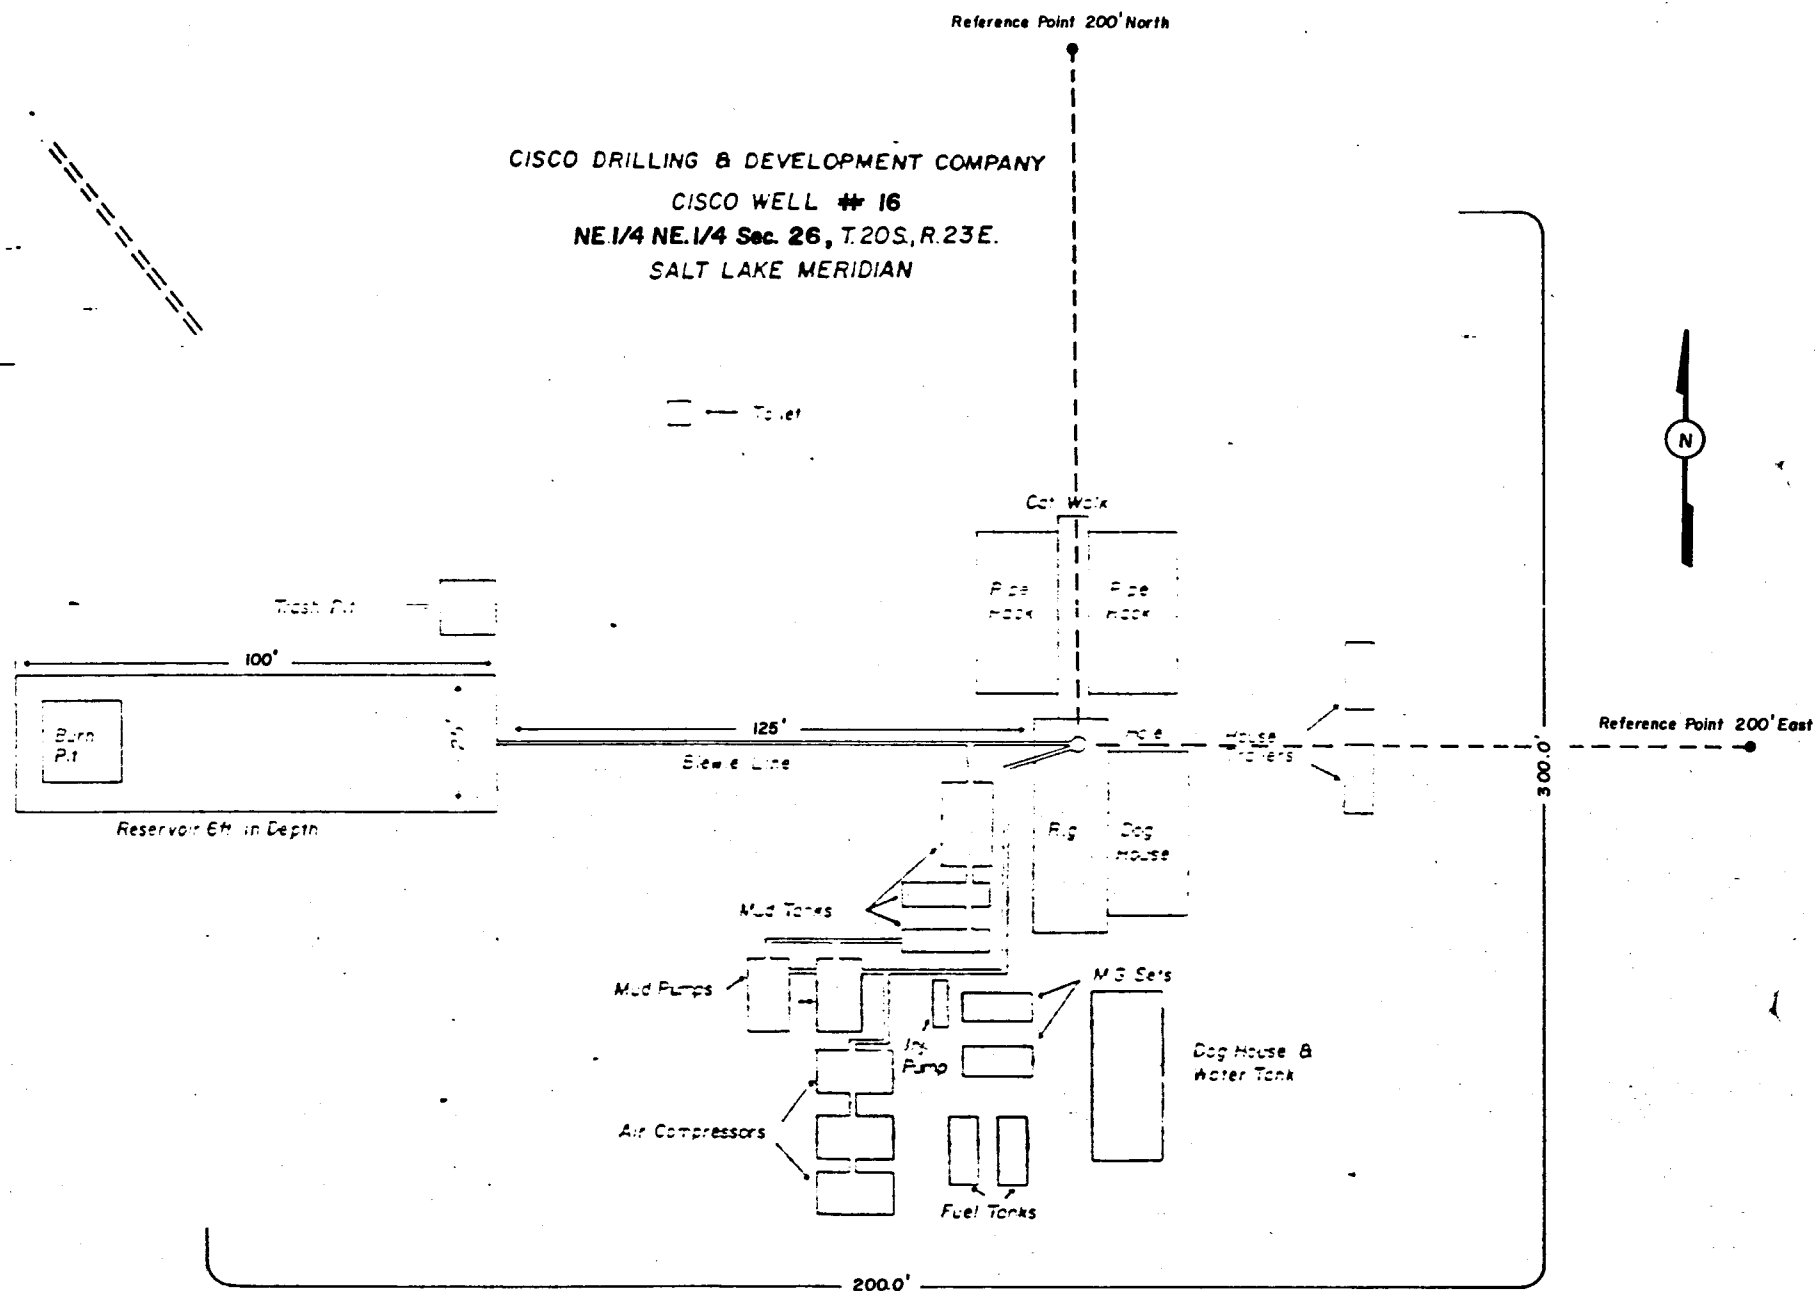 Reference Point 200' North
CISCO DRILLING & DEVELOPMENT COMPANY
CISCO WELL # 16
NE.1/4 NE.1/4 Sec. 26, T.20S., R.23E.
SALT LAKE MERIDIAN
Toilet
N
Cat Walk
Pipe
Rack
Pipe
Rack
Trash Pit
100'
Burn
Pit
125'
Blewie Line
Hole
House
Trailers
Reference Point 200' East
300.0'
Reservoir 6ft. in Depth
Rig
Dog
House
Mud Tanks
Mud Pumps
M G Sets
Pump
Dog House &
Water Tank
Air Compressors
Fuel Tanks
200.0'